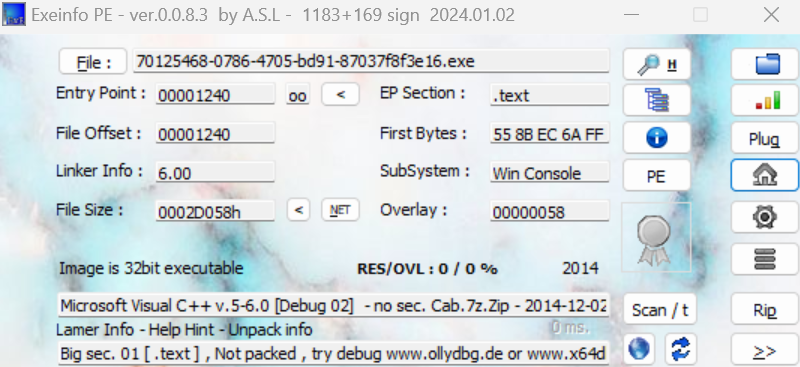 Exeinfo PE - ver.0.0.8.3 by A.S.L - 1183+169 sign 2024.01.02
File : 70125468-0786-4705-bd91-87037f8f3e16.exe H
Entry Point : 00001240 oo < EP Section : .text
File Offset : 00001240 First Bytes : 55 8B EC 6A FF Plug
Linker Info : 6.00 SubSystem : Win Console PE
File Size : 0002D058h < NET Overlay : 00000058
Image is 32bit executable RES/OVL : 0 / 0 % 2014
Microsoft Visual C++ v.5-6.0 [Debug 02] - no sec. Cab.7z.Zip - 2014-12-02 Scan / t Rip
Lamer Info - Help Hint - Unpack info 0 ms.
Big sec. 01 [ .text ] , Not packed , try debug www.ollydbg.de or www.x64d >>